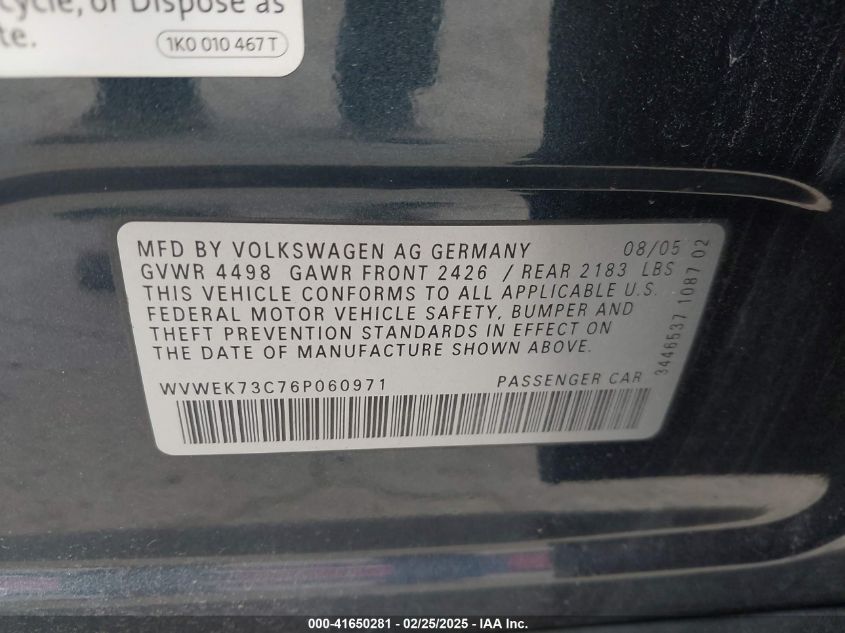 cycle, or Dispose as
te.
1K0 010 467 T
MFD BY VOLKSWAGEN AG GERMANY 08/05
GVWR 4498 GAWR FRONT 2426 / REAR 2183 LBS
THIS VEHICLE CONFORMS TO ALL APPLICABLE U.S.
FEDERAL MOTOR VEHICLE SAFETY, BUMPER AND
THEFT PREVENTION STANDARDS IN EFFECT ON
THE DATE OF MANUFACTURE SHOWN ABOVE.
WVWEK73C76P060971 PASSENGER CAR
3446537 1087 02
000-41650281 - 02/25/2025 - IAA Inc.